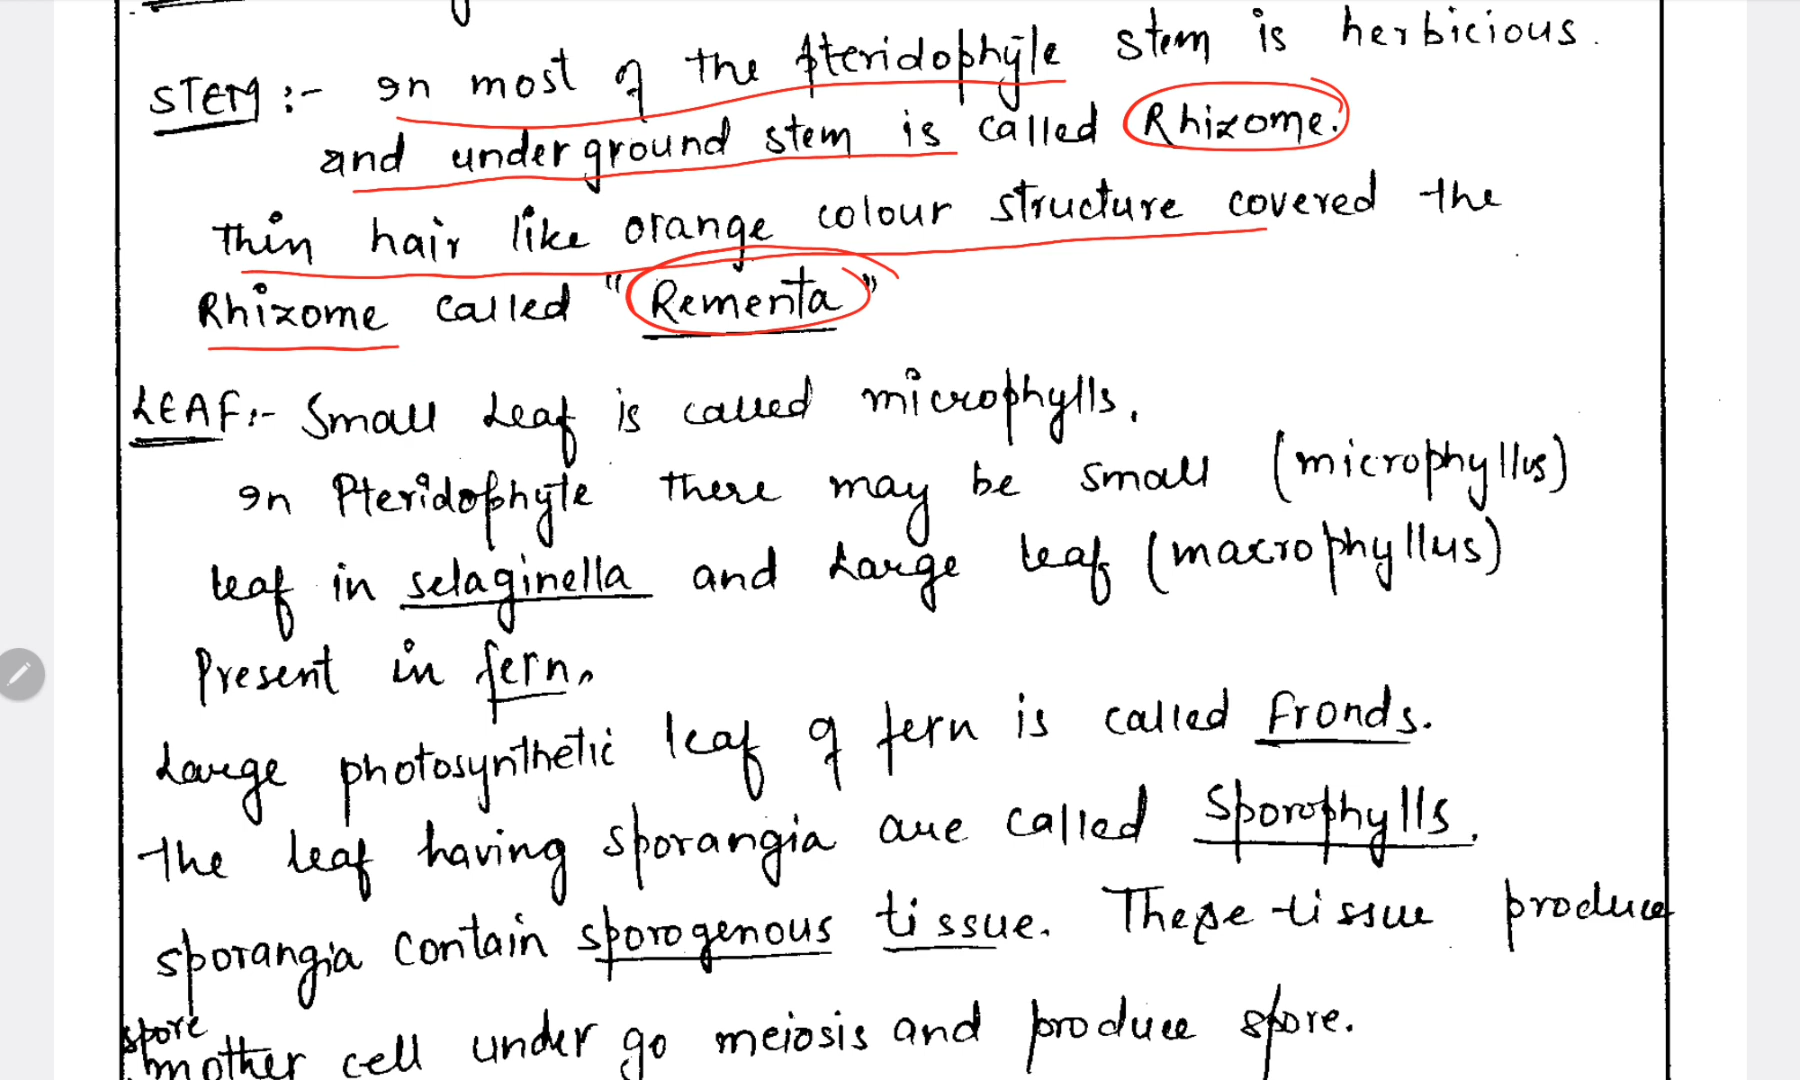 STEM :- In most of the Pteridophyte stem is herbicious.
and underground stem is called Rhizome.
Thin hair like orange colour structure covered the
Rhizome called "Rementa"
LEAF:- Small Leaf is called microphylls.
In Pteridophyte there may be small (microphyllus)
leaf in selaginella and Large leaf (macrophyllus)
Present in fern.
Large photosynthetic leaf of fern is called fronds.
The leaf having sporangia are called Sporophylls.
sporangia contain sporogenous tissue. These tissue produce
spore
mother cell under go meiosis and produce spore.